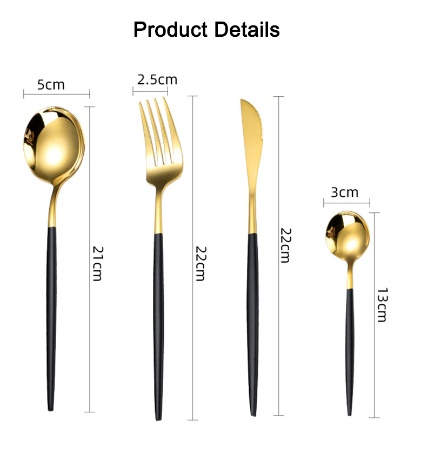 Product Details
5cm
2.5cm
21cm
22cm
22cm
3cm
13cm